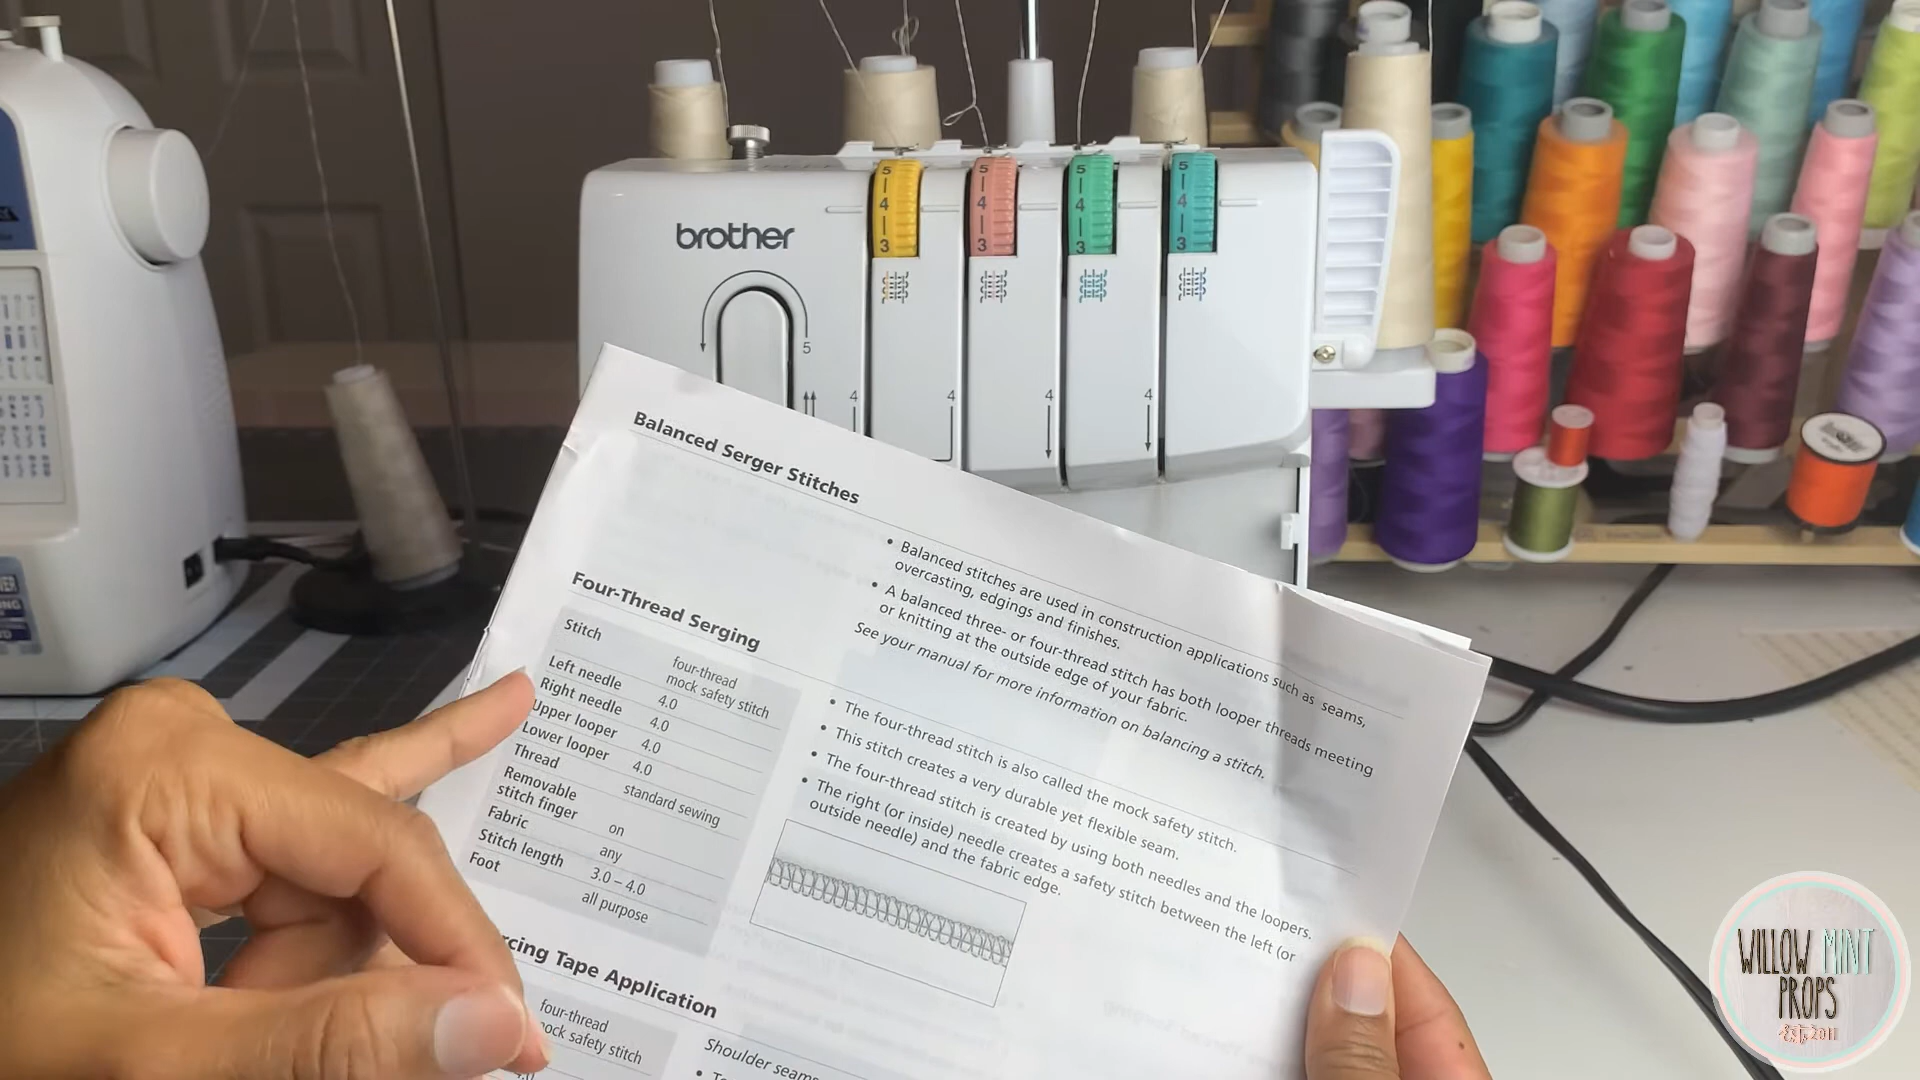 brother
5
4
3
5
4
3
5
4
3
5
4
3
5
4
4
4
4
Balanced Serger Stitches
• Balanced stitches are used in construction applications such as seams,
overcasting, edgings and finishes.
• A balanced three- or four-thread stitch has both looper threads meeting
or knitting at the outside edge of your fabric.
See your manual for more information on balancing a stitch.
Four-Thread Serging
Stitch four-thread
mock safety stitch
Left needle 4.0
Right needle 4.0
Upper looper 4.0
Lower looper 4.0
Thread standard sewing
Removable
stitch finger on
Fabric any
Stitch length 3.0 – 4.0
Foot all purpose
• The four-thread stitch is also called the mock safety stitch.
• This stitch creates a very durable yet flexible seam.
• The four-thread stitch is created by using both needles and the loopers.
• The right (or inside) needle creates a safety stitch between the left (or
outside needle) and the fabric edge.
rcing Tape Application
four-thread
ock safety stitch
4.0
Shoulder seams
WILLOW MINT
PROPS
EST 2011